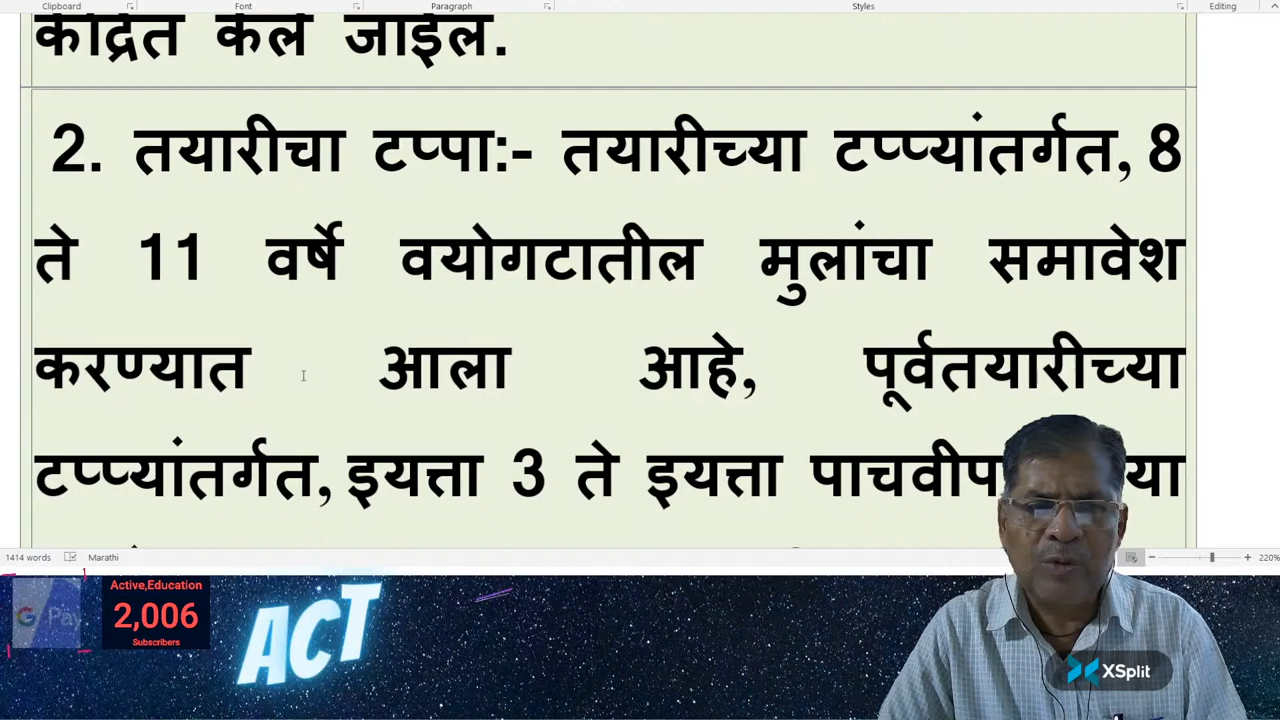 Clipboard Font Paragraph Styles Editing
केंद्रित केले जाईल.
2. तयारीचा टप्पा:- तयारीच्या टप्प्यांतर्गत, 8
ते 11 वर्षे वयोगटातील मुलांचा समावेश
करण्यात आला आहे, पूर्वतयारीच्या
टप्प्यांतर्गत, इयत्ता 3 ते इयत्ता
1414 words Marathi 220%
G Pay
Active,Education
2,006
Subscribers
ACT
XSplit